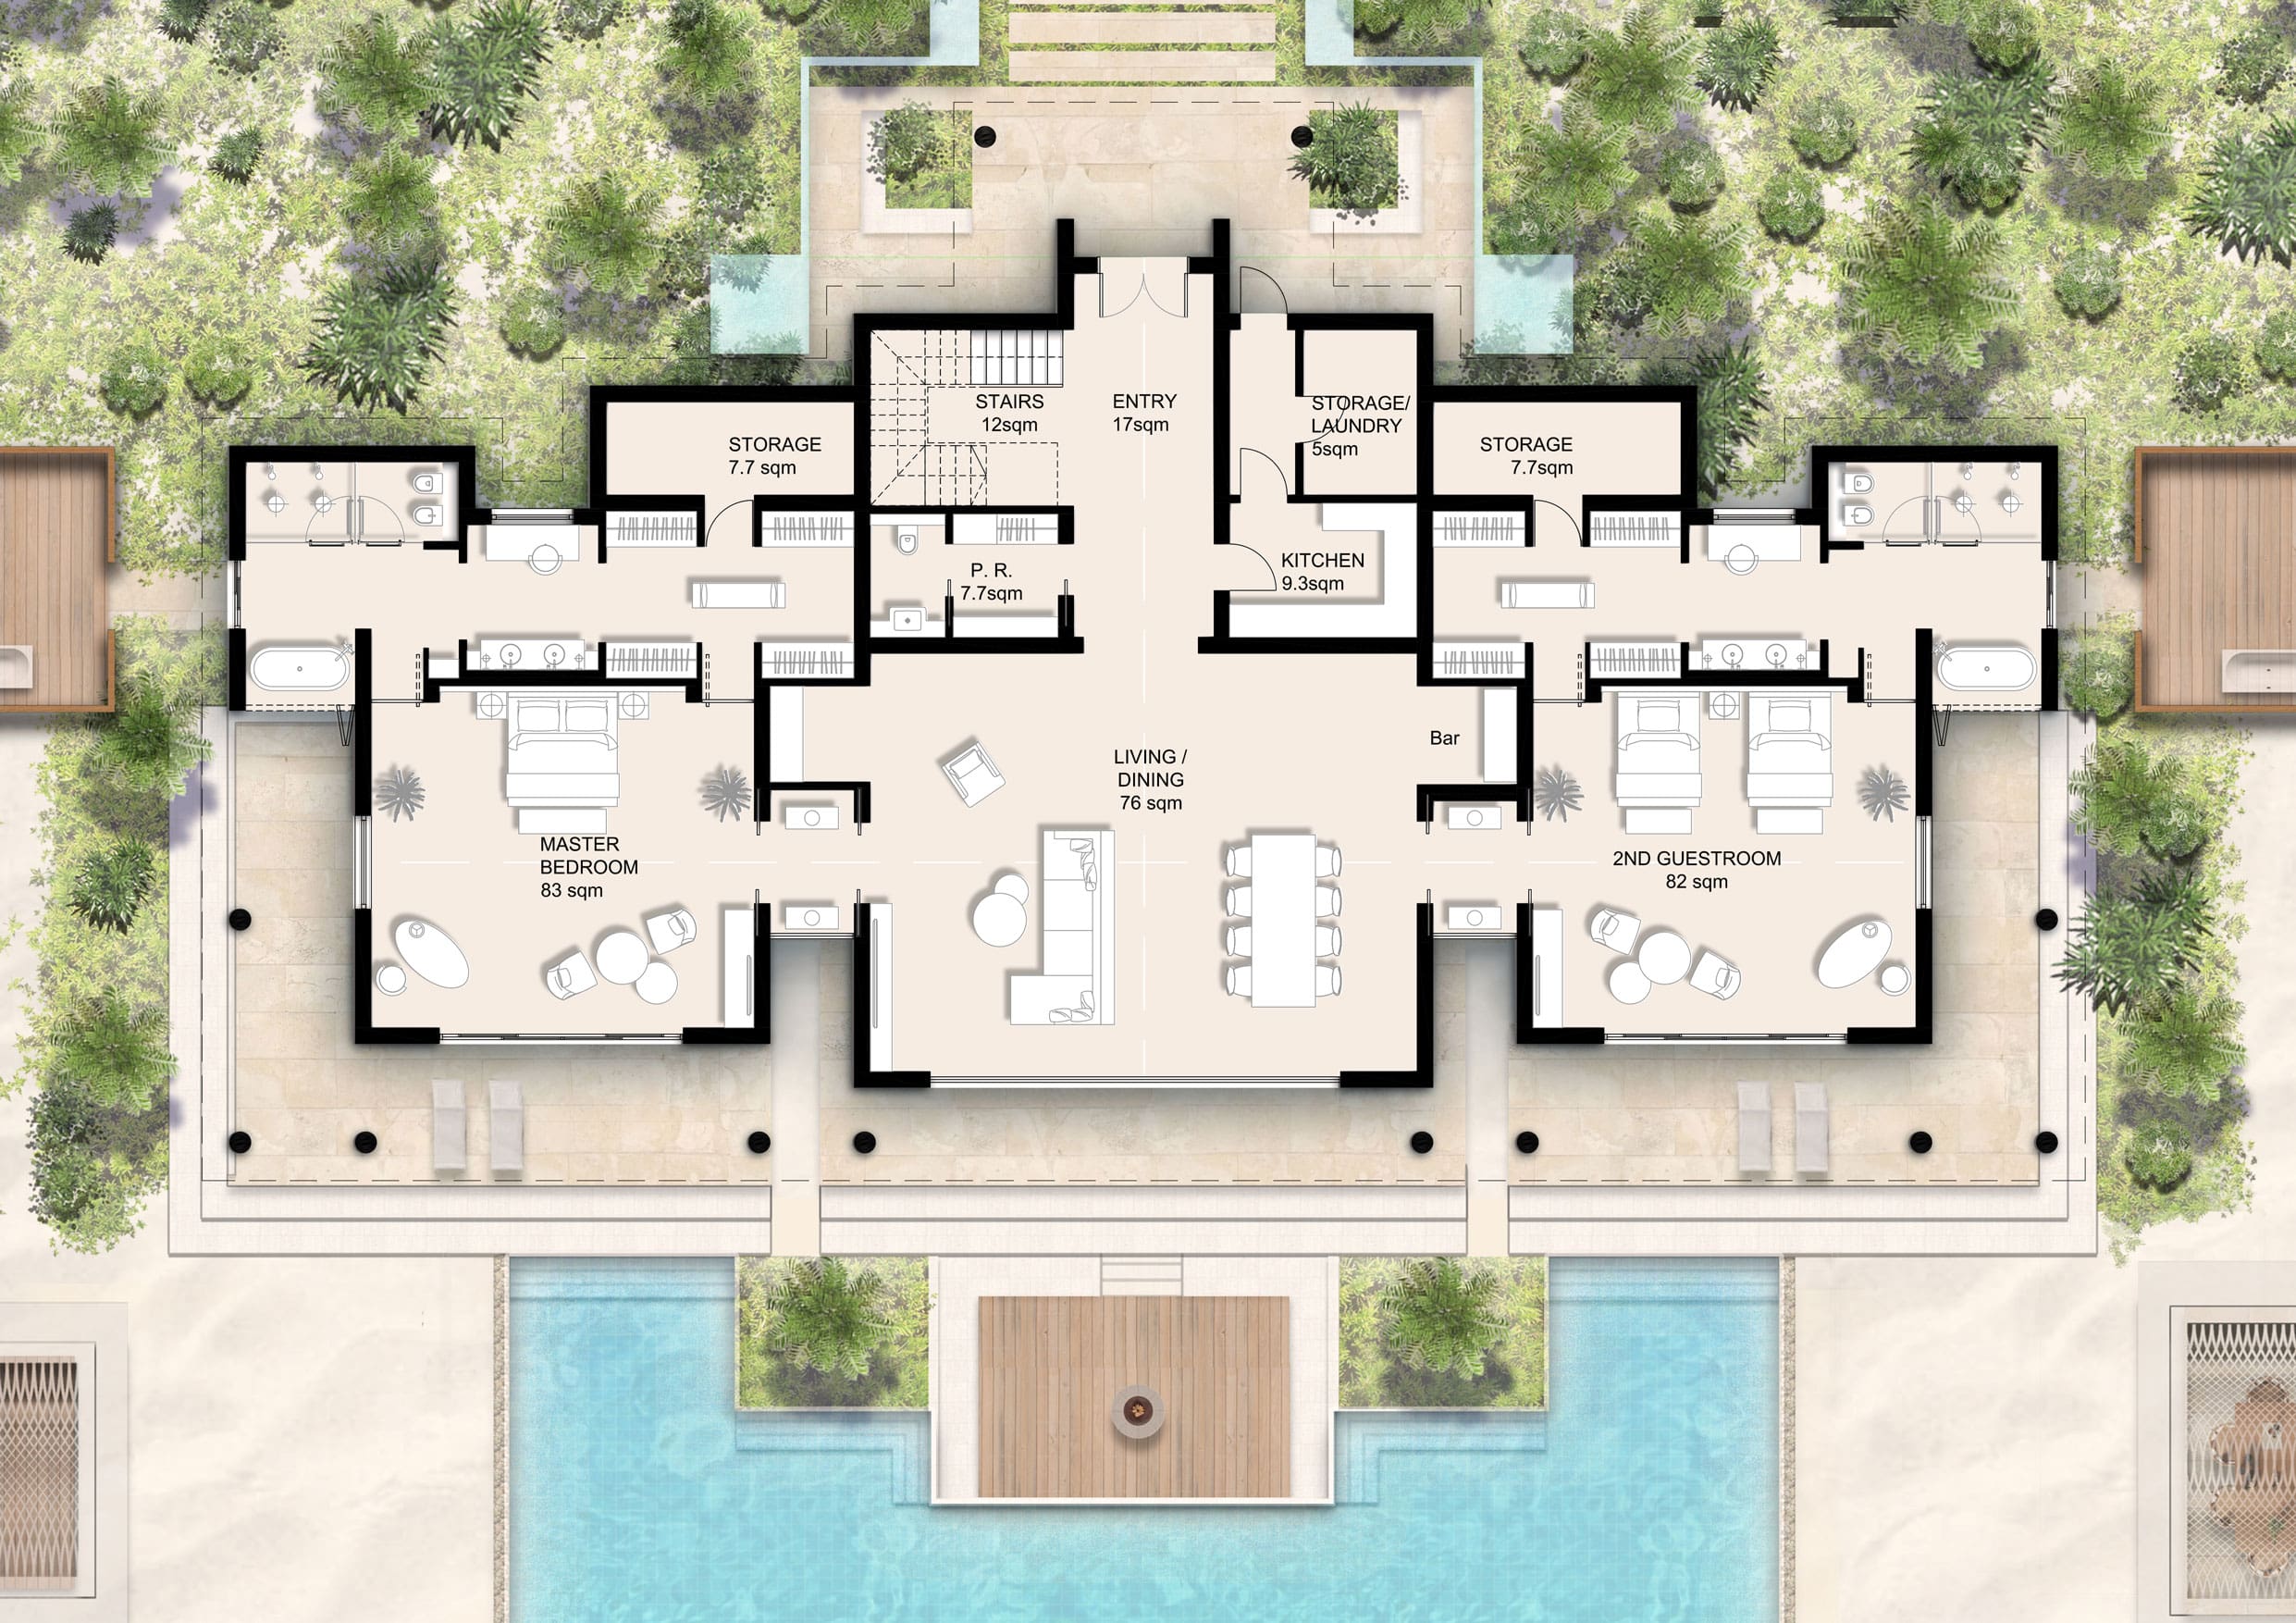 STAIRS
12sqm
ENTRY
17sqm
STORAGE/
LAUNDRY
5sqm
STORAGE
7.7 sqm
STORAGE
7.7sqm
P. R.
7.7sqm
KITCHEN
9.3sqm
Bar
LIVING /
DINING
76 sqm
MASTER
BEDROOM
83 sqm
2ND GUESTROOM
82 sqm